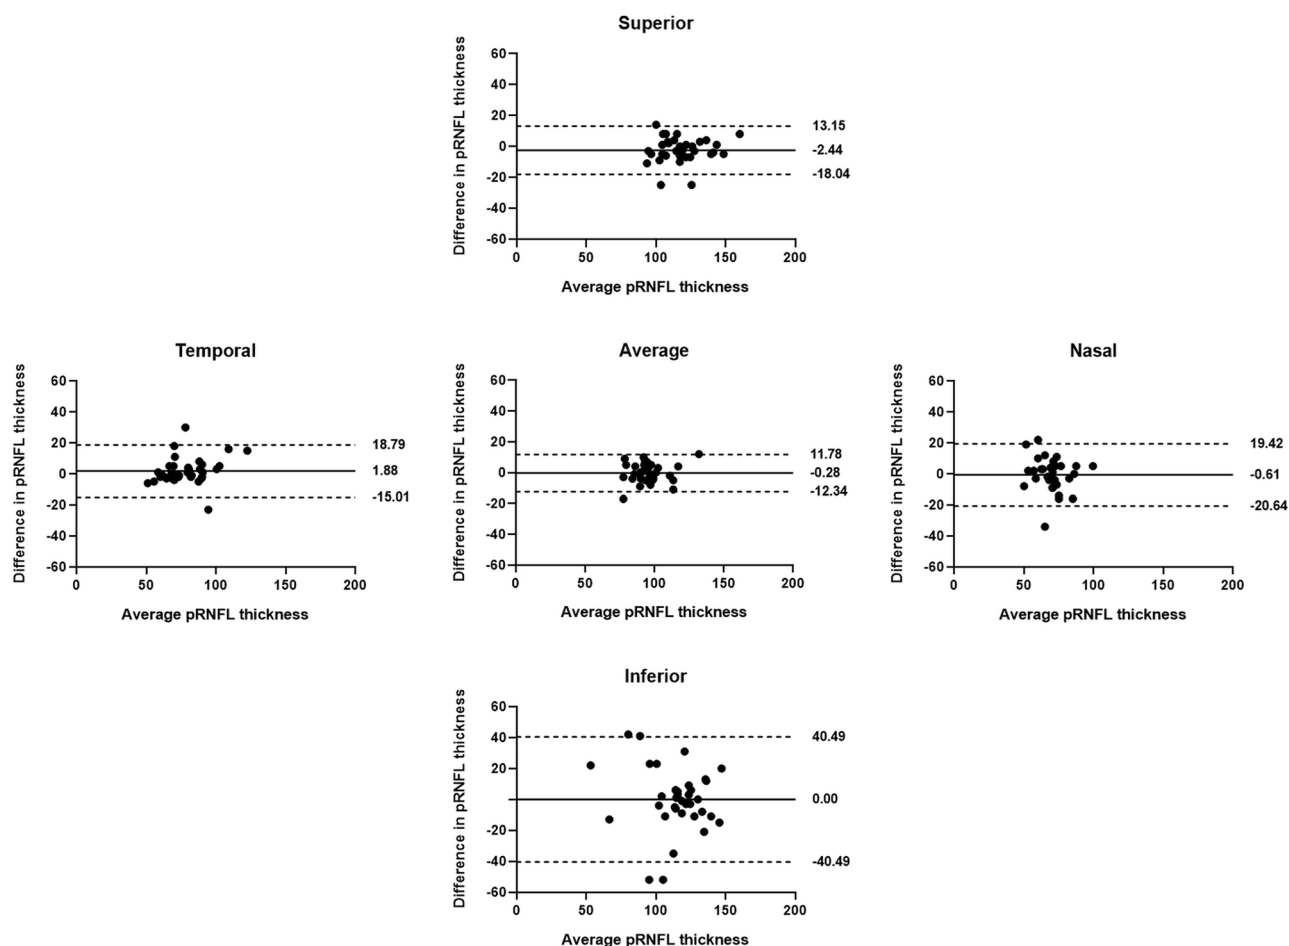 Superior
Difference in pRNFL thickness
60
40
20
0
-20
-40
-60
0 50 100 150 200
Average pRNFL thickness
13.15
-2.44
-18.04
Temporal
Difference in pRNFL thickness
60
40
20
0
-20
-40
-60
0 50 100 150 200
Average pRNFL thickness
18.79
1.88
-15.01
Average
Difference in pRNFL thickness
60
40
20
0
-20
-40
-60
0 50 100 150 200
Average pRNFL thickness
11.78
-0.28
-12.34
Nasal
Difference in pRNFL thickness
60
40
20
0
-20
-40
-60
0 50 100 150 200
Average pRNFL thickness
19.42
-0.61
-20.64
Inferior
Difference in pRNFL thickness
60
40
20
0
-20
-40
-60
0 50 100 150 200
Average pRNFL thickness
40.49
0.00
-40.49